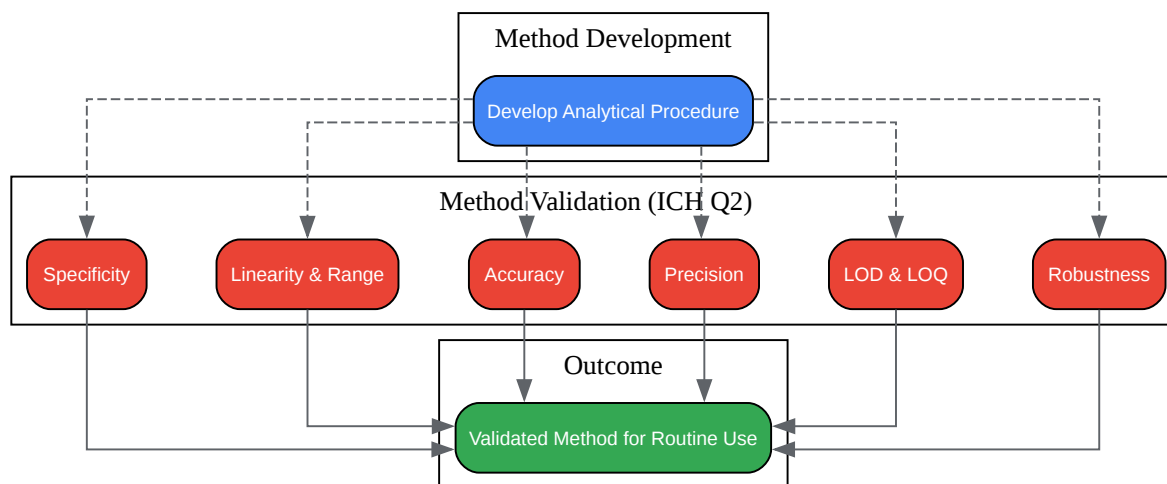 Method Development
Develop Analytical Procedure
Method Validation (ICH Q2)
Specificity
Linearity & Range
Accuracy
Precision
LOD & LOQ
Robustness
Outcome
Validated Method for Routine Use